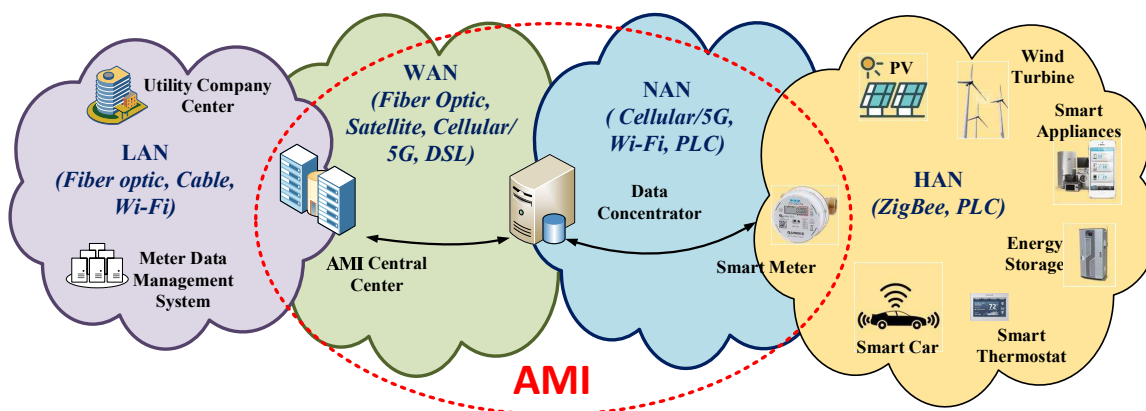 Utility Company
Center
LAN
(Fiber optic, Cable,
Wi-Fi)
Meter Data
Management
System
WAN
(Fiber Optic,
Satellite, Cellular/
5G, DSL)
AMI Central
Center
NAN
( Cellular/5G,
Wi-Fi, PLC)
Data
Concentrator
Smart Meter
PV
Wind
Turbine
Smart
Appliances
HAN
(ZigBee, PLC)
Energy
Storage
Smart Car
72
Smart
Thermostat
AMI